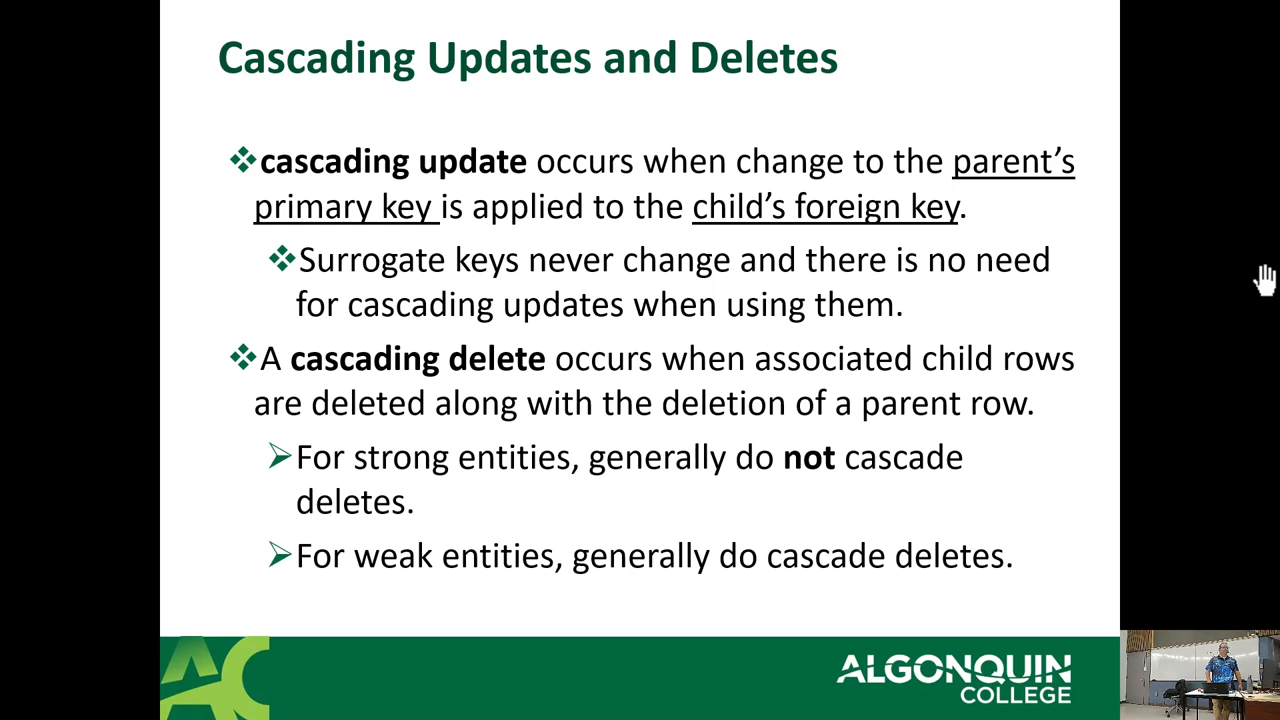 Cascading Updates and Deletes
❖cascading update occurs when change to the parent's
primary key is applied to the child's foreign key.
❖Surrogate keys never change and there is no need
for cascading updates when using them.
❖A cascading delete occurs when associated child rows
are deleted along with the deletion of a parent row.
➢For strong entities, generally do not cascade
deletes.
➢For weak entities, generally do cascade deletes.
AC
ALGONQUIN
COLLEGE